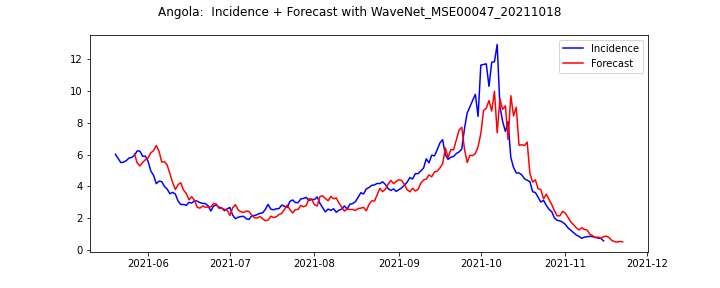 Angola:  Incidence + Forecast with WaveNet_MSE00047_20211018
Incidence
Forecast
12
10
8
6
4
2
0
2021-06 2021-07 2021-08 2021-09 2021-10 2021-11 2021-12